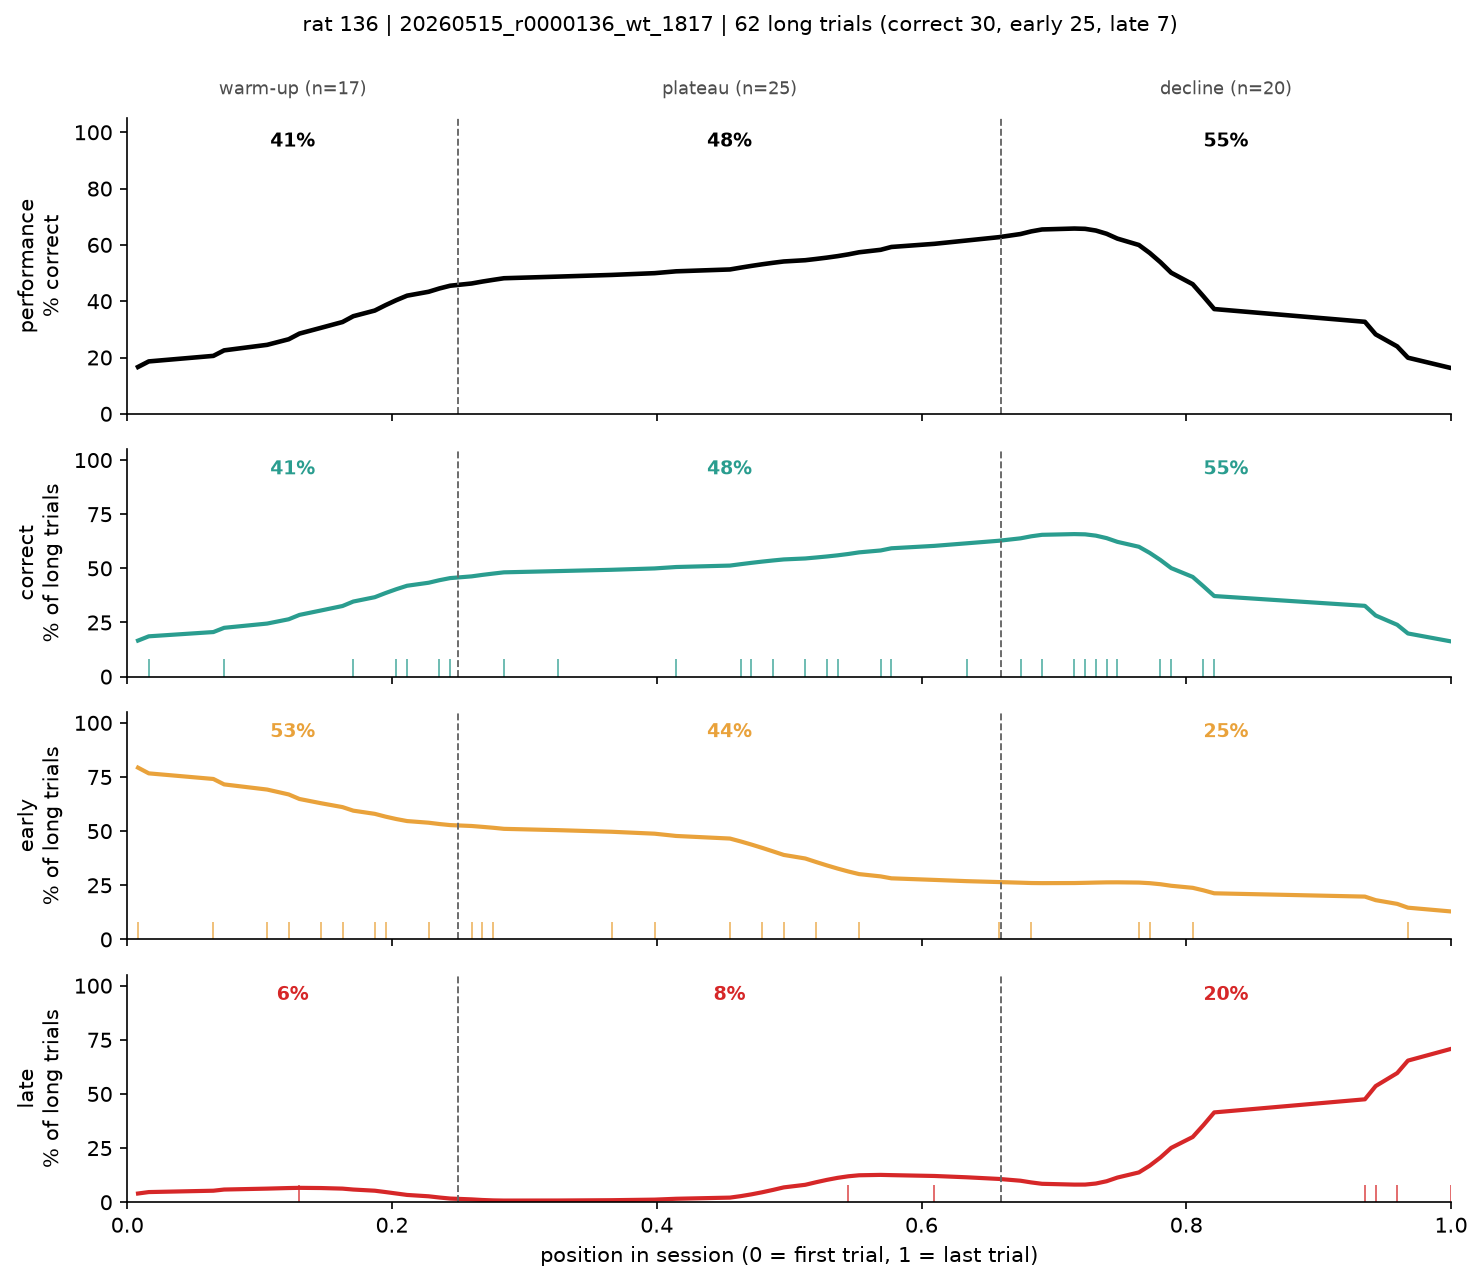 rat 136 | 20260515_r0000136_wt_1817 | 62 long trials (correct 30, early 25, late 7)
warm-up (n=17) plateau (n=25) decline (n=20)
performance
% correct
100
80
60
40
20
0
41% 48% 55%
correct
% of long trials
100
75
50
25
0
41% 48% 55%
early
% of long trials
100
75
50
25
0
53% 44% 25%
late
% of long trials
100
75
50
25
0
6% 8% 20%
0.0 0.2 0.4 0.6 0.8 1.0
position in session (0 = first trial, 1 = last trial)